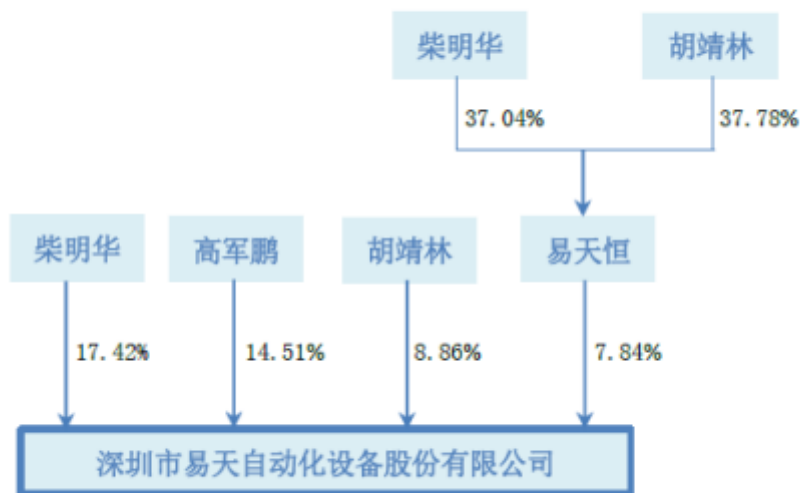 柴明华
胡靖林
37.04%
37.78%
柴明华
高军鹏
胡靖林
易天恒
17.42%
14.51%
8.86%
7.84%
深圳市易天自动化设备股份有限公司